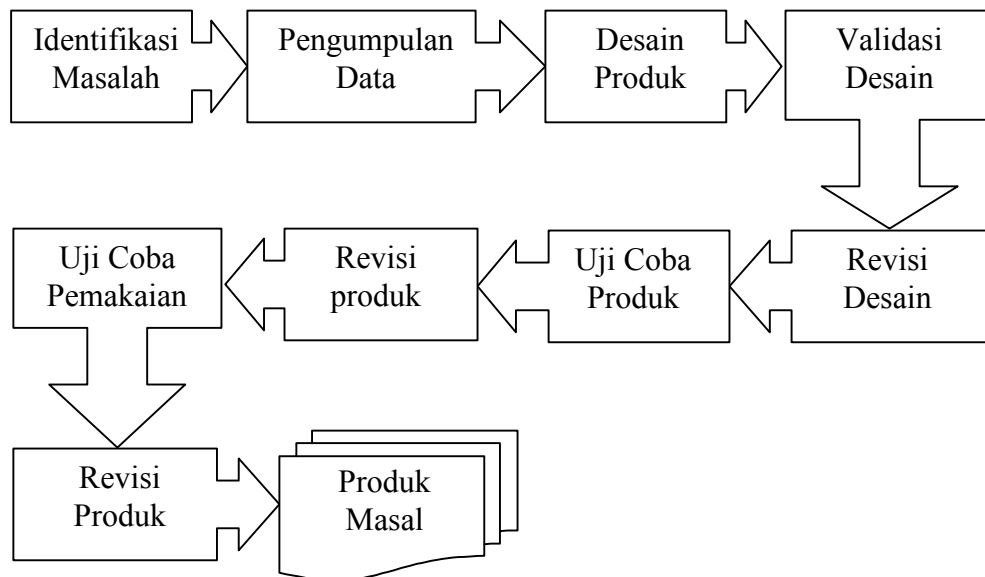 Identifikasi
Masalah
Pengumpulan
Data
Desain
Produk
Validasi
Desain
Revisi
Desain
Uji Coba
Produk
Revisi
produk
Uji Coba
Pemakaian
Revisi
Produk
Produk
Masal